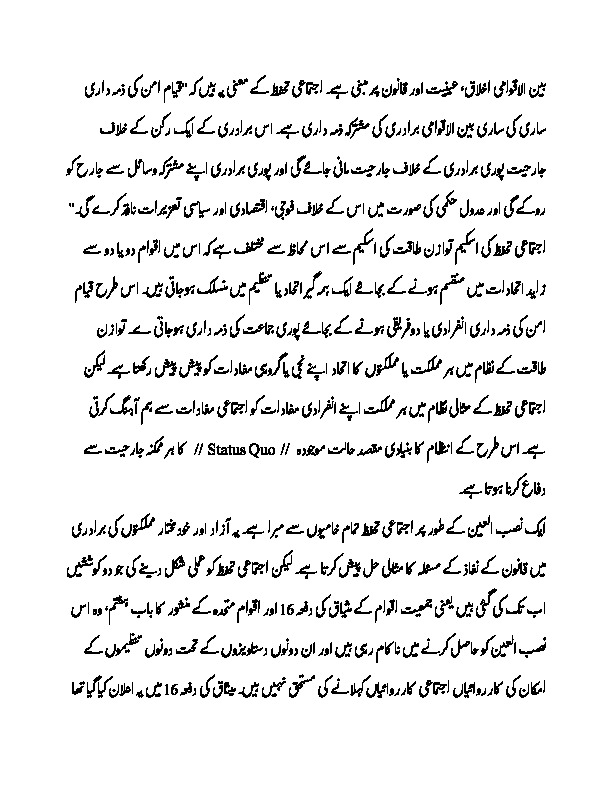 بین الاقوامی اخلاق، عینیت اور قانون پر مبنی ہے۔ اجتماعی تحفظ کے معنی یہ ہیں کہ "قیام امن کی ذمہ داری
ساری کی ساری بین الاقوامی برادری کی مشترکہ ذمہ داری ہے۔ اس برادری کے ایک رکن کے خلاف
جارحیت پوری برادری کے خلاف جارحیت مانی جائے گی اور پوری برادری اپنے مشترکہ وسائل سے جارح کو
روکے گی اور عدول حکمی کی صورت میں اس کے خلاف فوجی، اقتصادی اور سیاسی تعزیرات نافذ کرے گی۔"
اجتماعی تحفظ کی اسکیم توازن طاقت کی اسکیم سے اس لحاظ سے مختلف ہے کہ اس میں اقوام دو یا دو سے
زاید اتحادات میں منقسم ہونے کے بجائے ایک ہمہ گیر اتحاد یا تنظیم میں منسلک ہوجاتی ہیں۔ اس طرح قیام
امن کی ذمہ داری انفرادی یا دو فریقی ہونے کے بجائے پوری جماعت کی ذمہ داری ہوجاتی ہے۔ توازن
طاقت کے نظام میں ہر مملکت یا مملکتوں کا اتحاد اپنے نجی یا گروہی مفادات کو پیش پیش رکھتا ہے۔ لیکن
اجتماعی تحفظ کے مثالی نظام میں ہر مملکت اپنے انفرادی مفادات کو اجتماعی مفادات سے ہم آہنگ کرتی
ہے۔ اس طرح کے انتظام کا بنیادی مقصد حالت موجودہ // Status Quo // کا ہر ممکنہ جارحیت سے
دفاع کرنا ہوتا ہے۔
ایک نصب العین کے طور پر اجتماعی تحفظ تمام خامیوں سے مبرا ہے۔ یہ آزاد اور خودمختار مملکتوں کی برادری
میں قانون کے نفاذ کے مسئلہ کا مثالی حل پیش کرتا ہے۔ لیکن اجتماعی تحفظ کو عملی شکل دینے کی جو دو کوششیں
اب تک کی گئی ہیں یعنی جمعیت اقوام کے میثاق کی دفعہ 16 اور اقوام متحدہ کے منشور کا باب ہفتم، وہ اس
نصب العین کو حاصل کرنے میں ناکام رہی ہیں اور ان دونوں دستاویزوں کے تحت دونوں تنظیموں کے
امکان کی کارروائیاں اجتماعی کارروائیاں کہلانے کی مستحق نہیں ہیں۔ میثاق کی دفعہ 16 میں یہ اعلان کیا گیا تھا